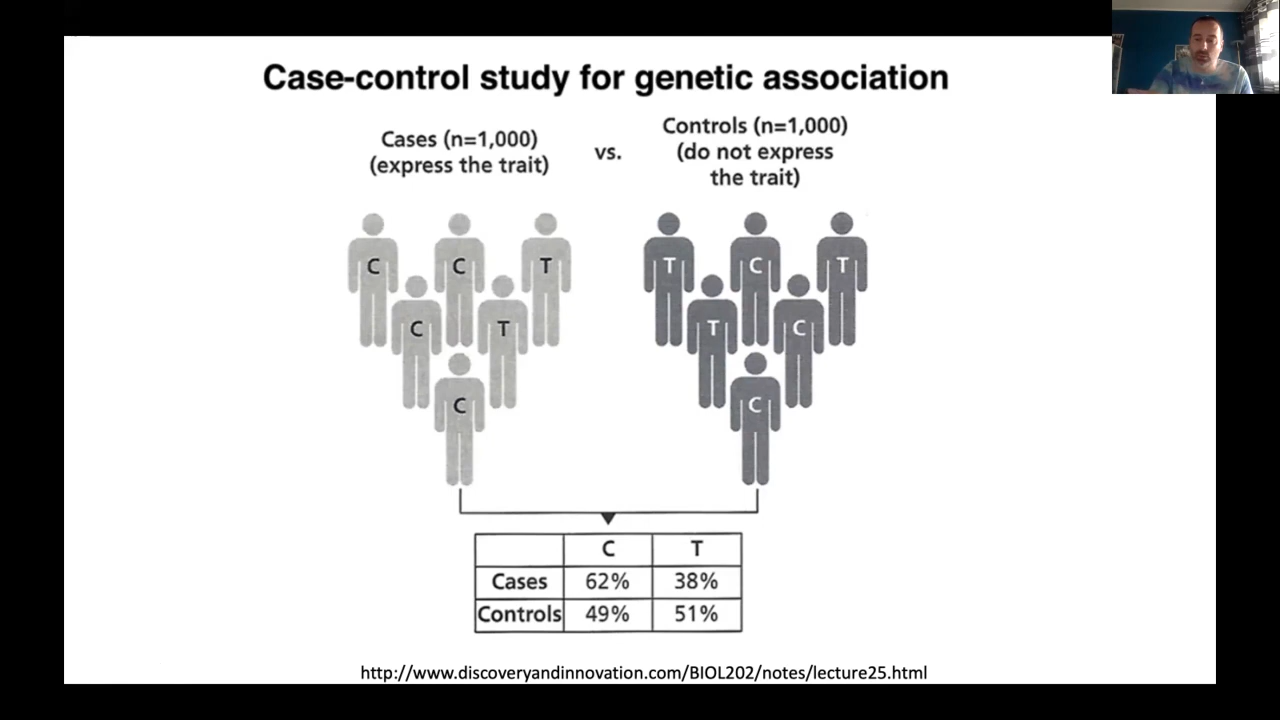 Case-control study for genetic association
Cases (n=1,000)
(express the trait)
vs.
Controls (n=1,000)
(do not express
the trait)
C C T
C T
C
T C T
T C
C
C T
Cases 62% 38%
Controls 49% 51%
http://www.discoveryandinnovation.com/BIOL202/notes/lecture25.html